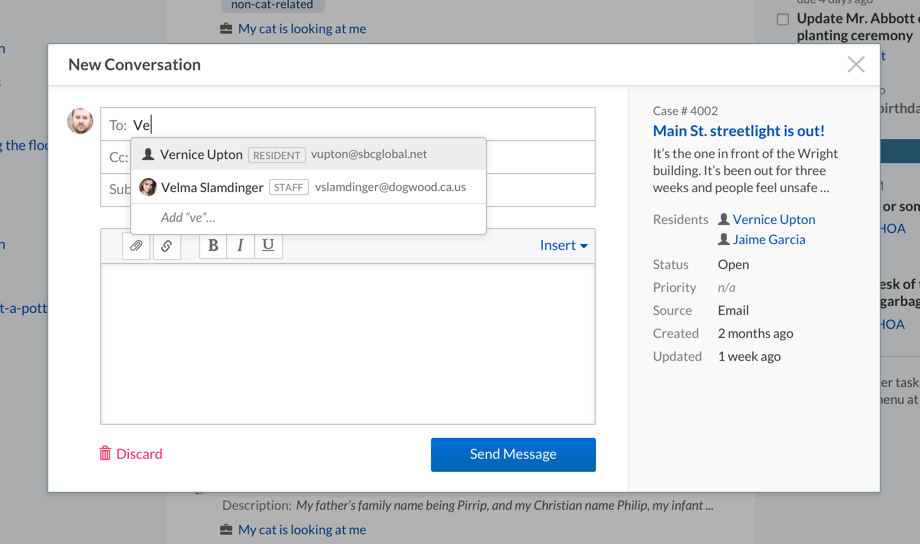 non-cat-related
My cat is looking at me
due 4 days ago
Update Mr. Abbott
planting ceremony
New Conversation
To: Ve
Cc:
Sub
Vernice Upton RESIDENT vupton@sbcglobal.net
Velma Slamdinger STAFF vslamdinger@dogwood.ca.us
Add “ve”...
B I U
Insert
Discard
Send Message
Case # 4002
Main St. streetlight is out!
It’s the one in front of the Wright
building. It’s been out for three
weeks and people feel unsafe ...
Residents Vernice Upton
Jaime Garcia
Status Open
Priority n/a
Source Email
Created 2 months ago
Updated 1 week ago
g the floo
t-a-pott
birthda
or som
HOA
esk of
garbag
HOA
er task
enu at
Description: My father’s family name being Pirrip, and my Christian name Philip, my infant ...
My cat is looking at me